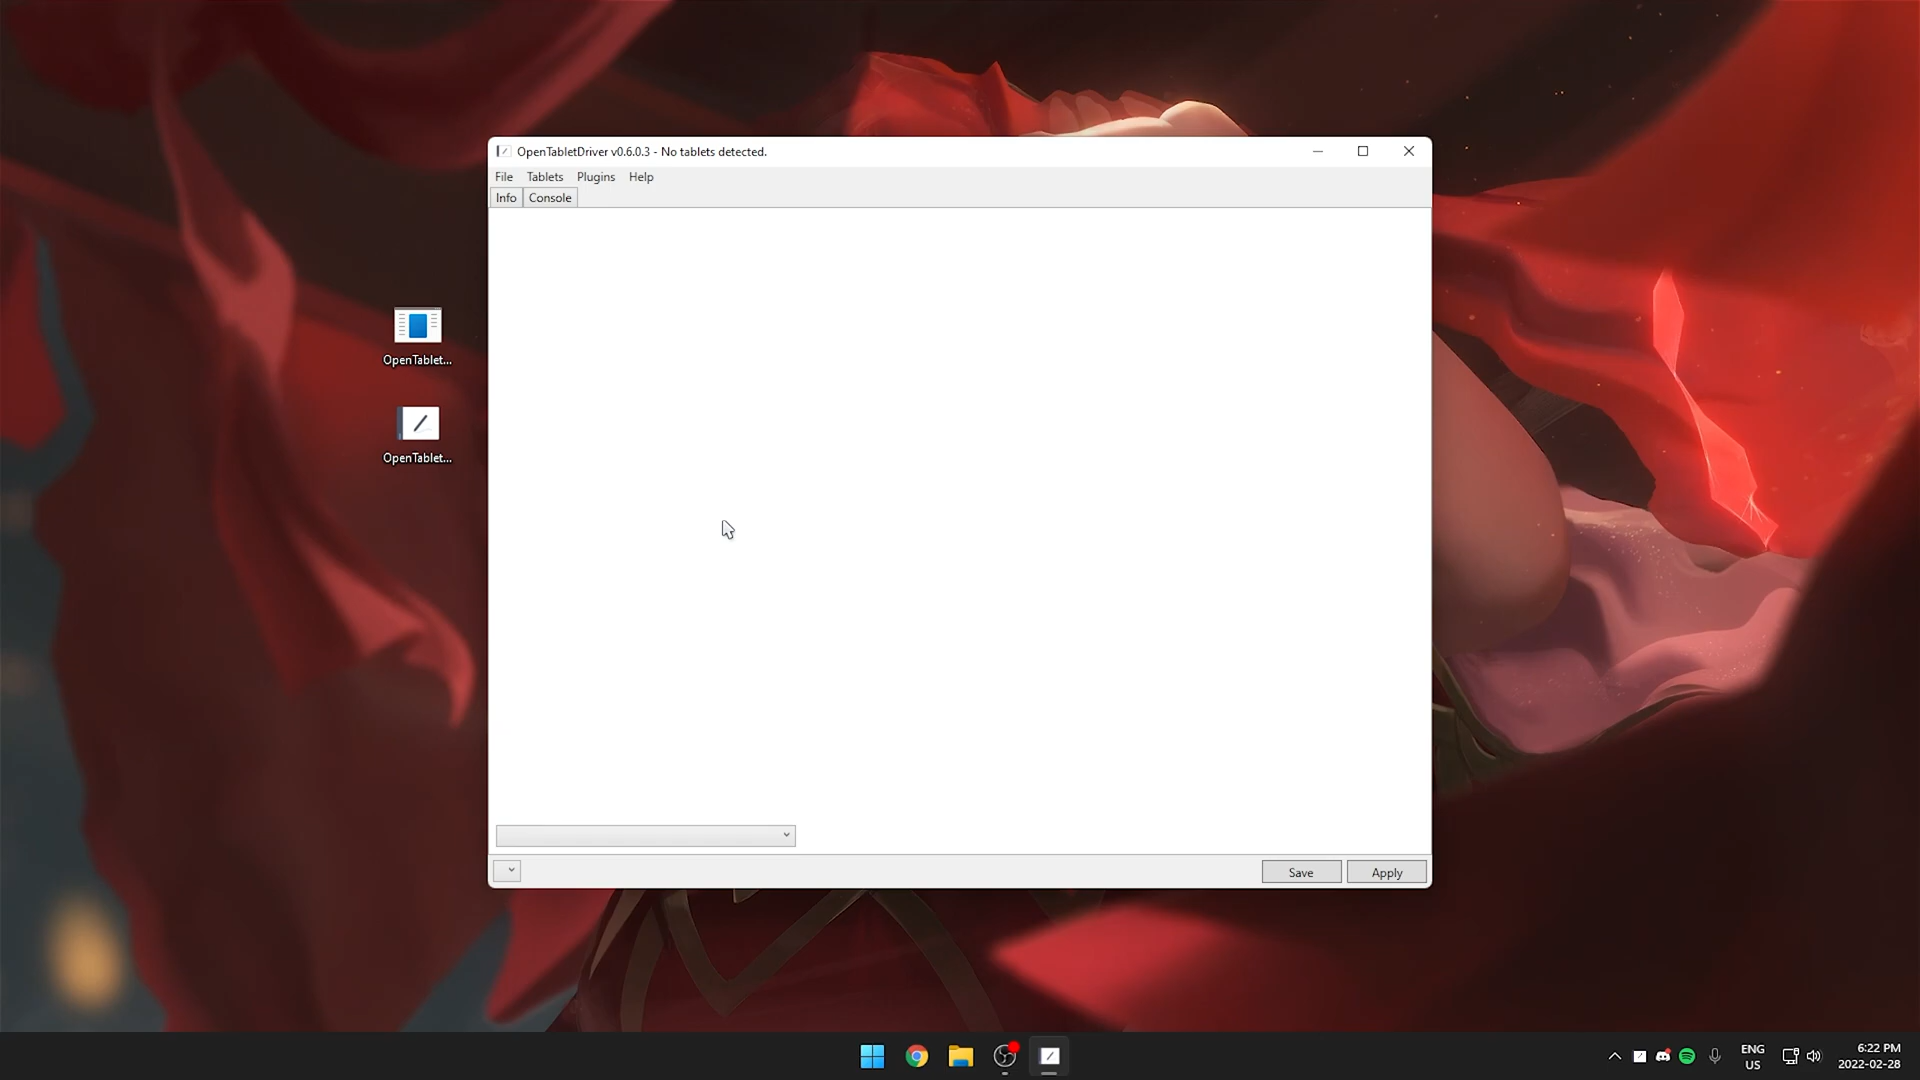 OpenTabletDriver v0.6.0.3 - No tablets detected.
File Tablets Plugins Help
Info Console
OpenTablet...
OpenTablet...
Save Apply
ENG
US
6:22 PM
2022-02-28